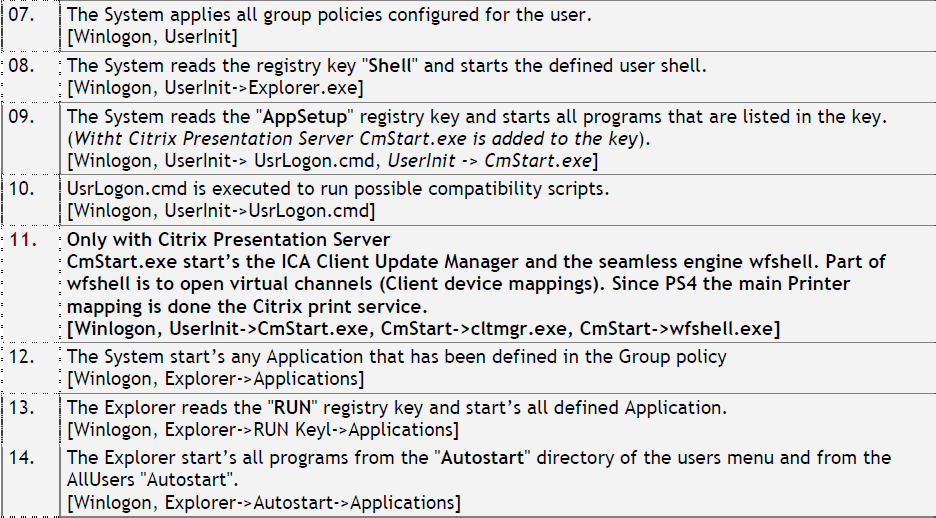 07. The System applies all group policies configured for the user.
[Winlogon, UserInit]
08. The System reads the registry key "Shell" and starts the defined user shell.
[Winlogon, UserInit->Explorer.exe]
09. The System reads the "AppSetup" registry key and starts all programs that are listed in the key.
(Witht Citrix Presentation Server CmStart.exe is added to the key).
[Winlogon, UserInit-> UsrLogon.cmd, UserInit -> CmStart.exe]
10. UsrLogon.cmd is executed to run possible compatibility scripts.
[Winlogon, UserInit->UsrLogon.cmd]
11. Only with Citrix Presentation Server
CmStart.exe start’s the ICA Client Update Manager and the seamless engine wfshell. Part of
wfshell is to open virtual channels (Client device mappings). Since PS4 the main Printer
mapping is done the Citrix print service.
[Winlogon, UserInit->CmStart.exe, CmStart->cltmgr.exe, CmStart->wfshell.exe]
12. The System start’s any Application that has been defined in the Group policy
[Winlogon, Explorer->Applications]
13. The Explorer reads the "RUN" registry key and start’s all defined Application.
[Winlogon, Explorer->RUN Keyl->Applications]
14. The Explorer start’s all programs from the "Autostart" directory of the users menu and from the
AllUsers "Autostart".
[Winlogon, Explorer->Autostart->Applications]